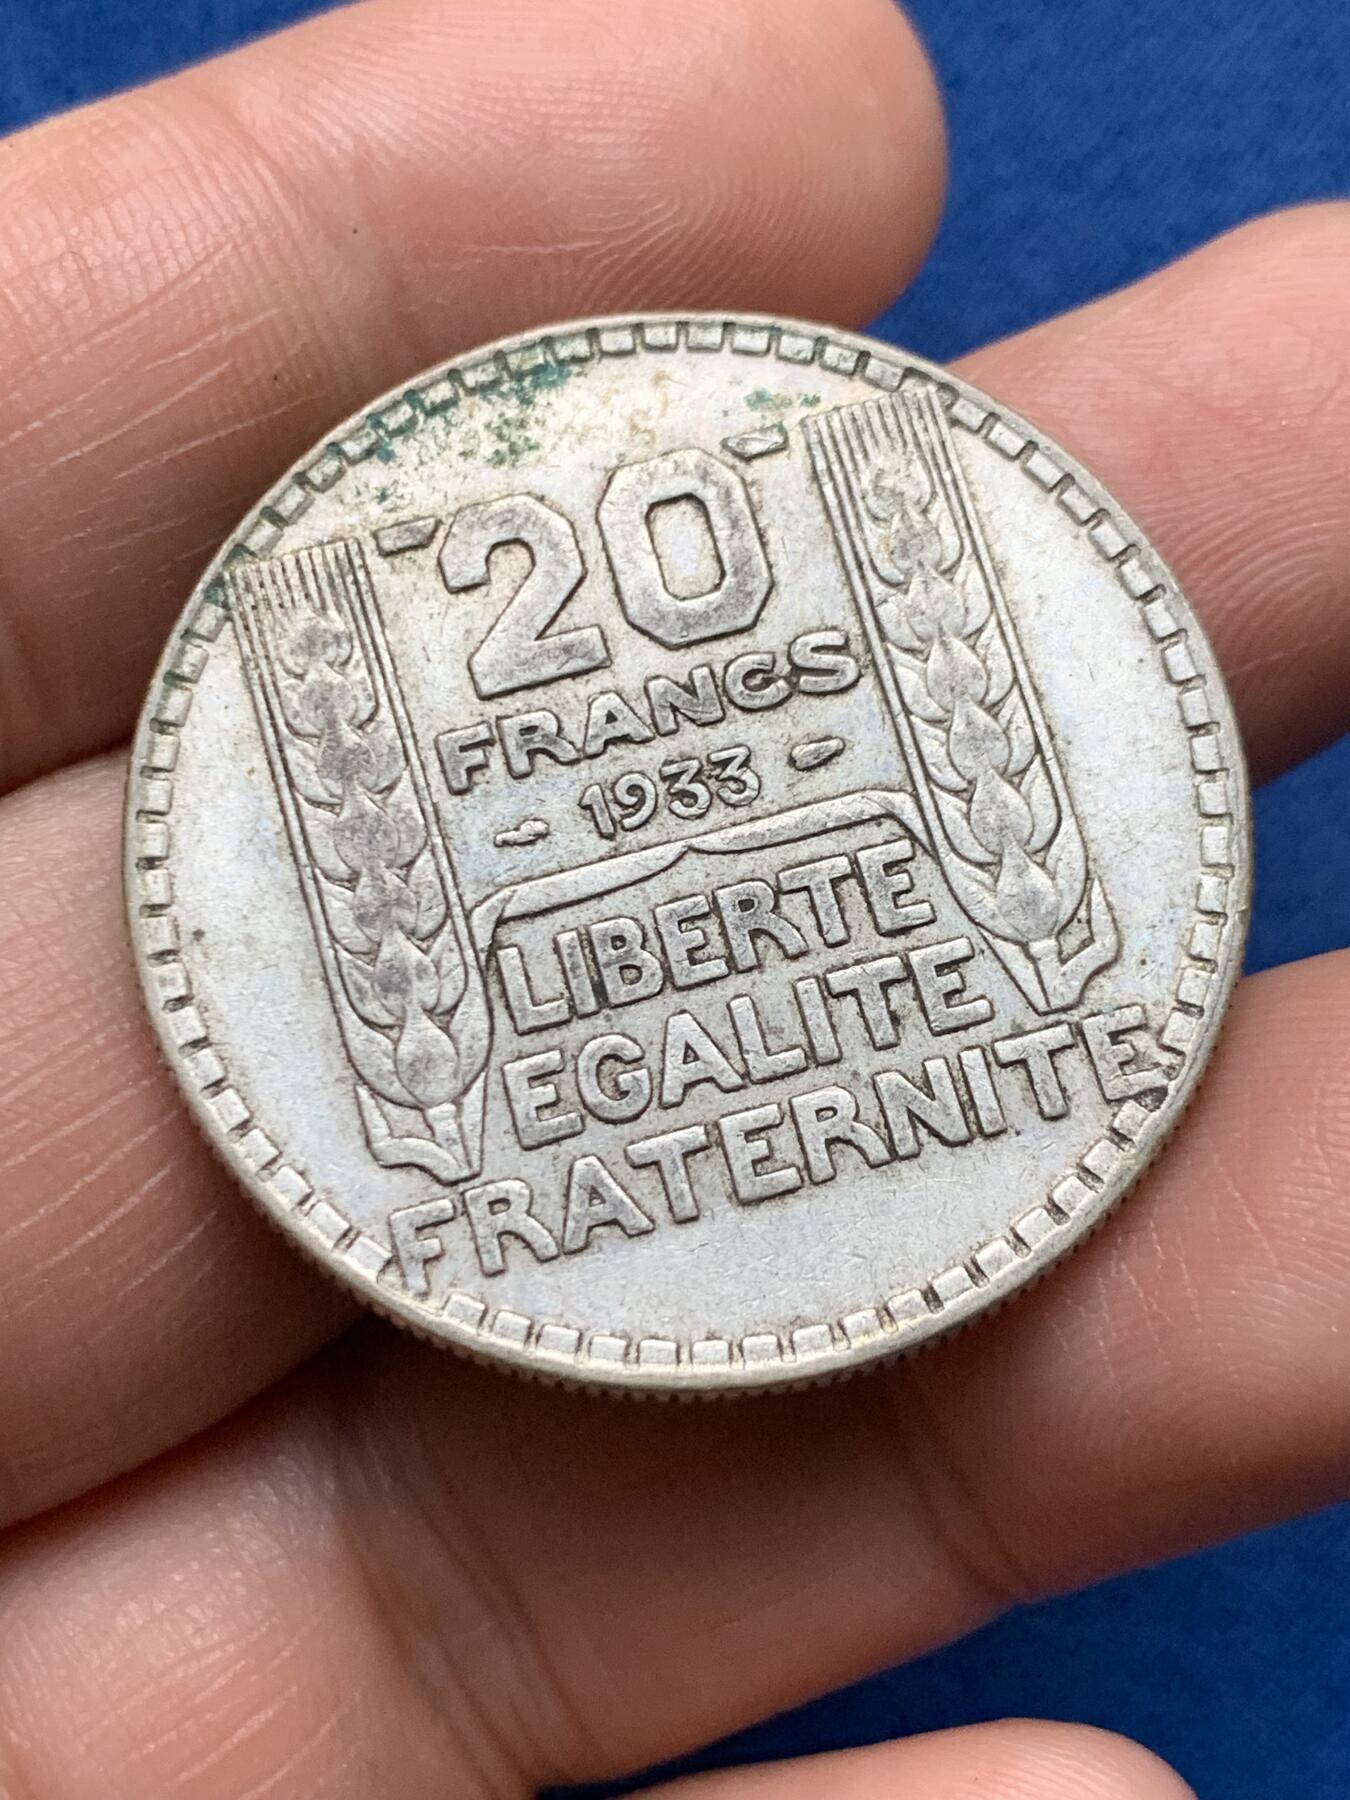 20
FRANCS
- 1933 -
LIBERTE
EGALITE
FRATERNITE